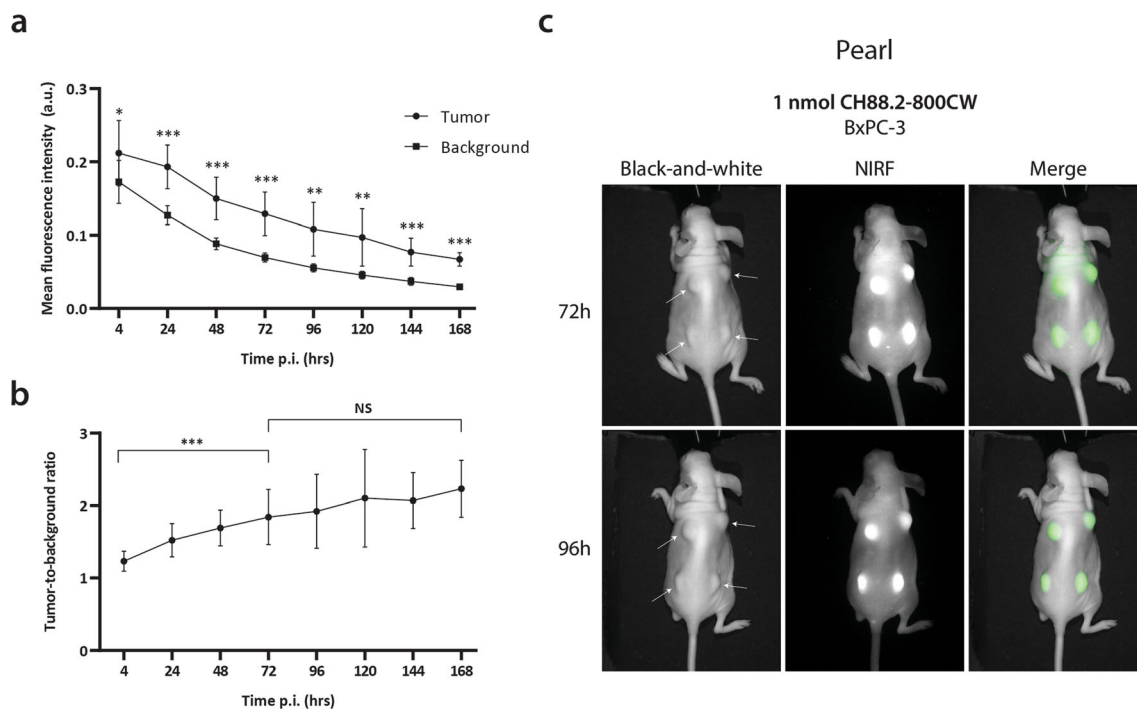 a
Mean fluorescence intensity (a.u.)
0.3
0.2
0.1
0.0
* *** *** *** ** ** *** ***
Tumor
Background
4 24 48 72 96 120 144 168
Time p.i. (hrs)
b
Tumor-to-background ratio
3
2
1
0
***
NS
4 24 48 72 96 120 144 168
Time p.i. (hrs)
c
Pearl
1 nmol CH88.2-800CW
BxPC-3
Black-and-white NIRF Merge
72h
96h